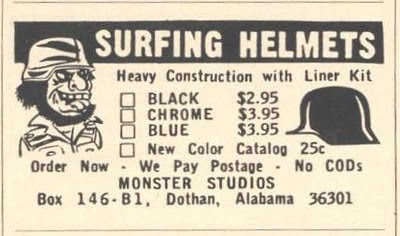 SURFING HELMETS
Heavy Construction with Liner Kit
BLACK $2.95
CHROME $3.95
BLUE $3.95
New Color Catalog 25c
Order Now - We Pay Postage - No CODs
MONSTER STUDIOS
Box 146-B1, Dothan, Alabama 36301